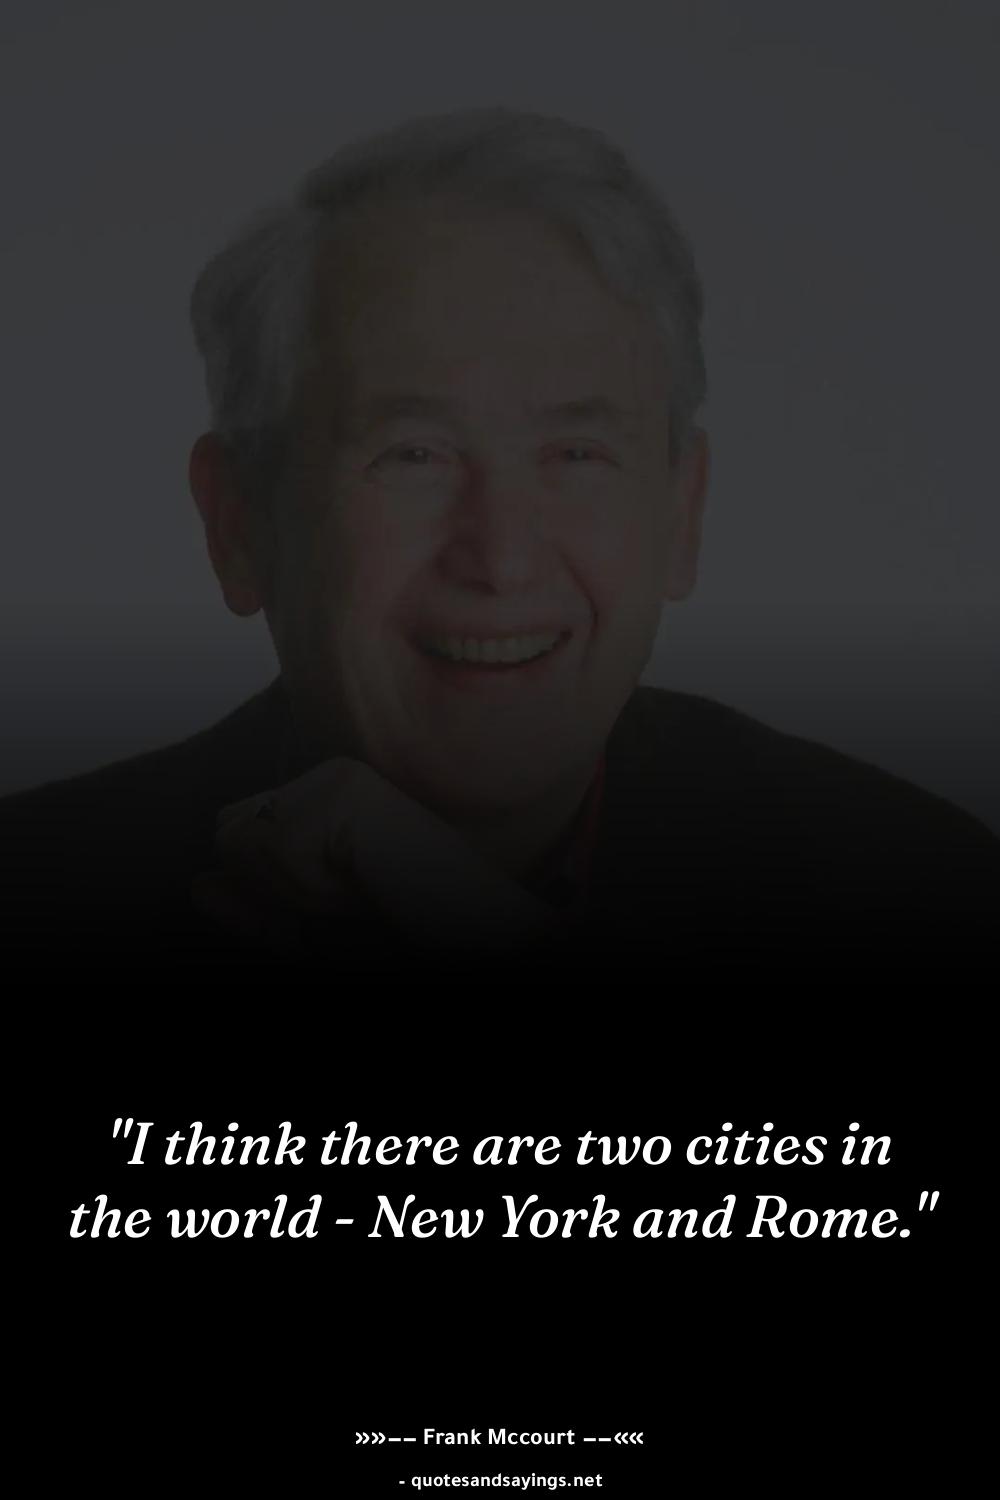 "I think there are two cities in
the world - New York and Rome."
»»−− Frank Mccourt −−««
- quotesandsayings.net